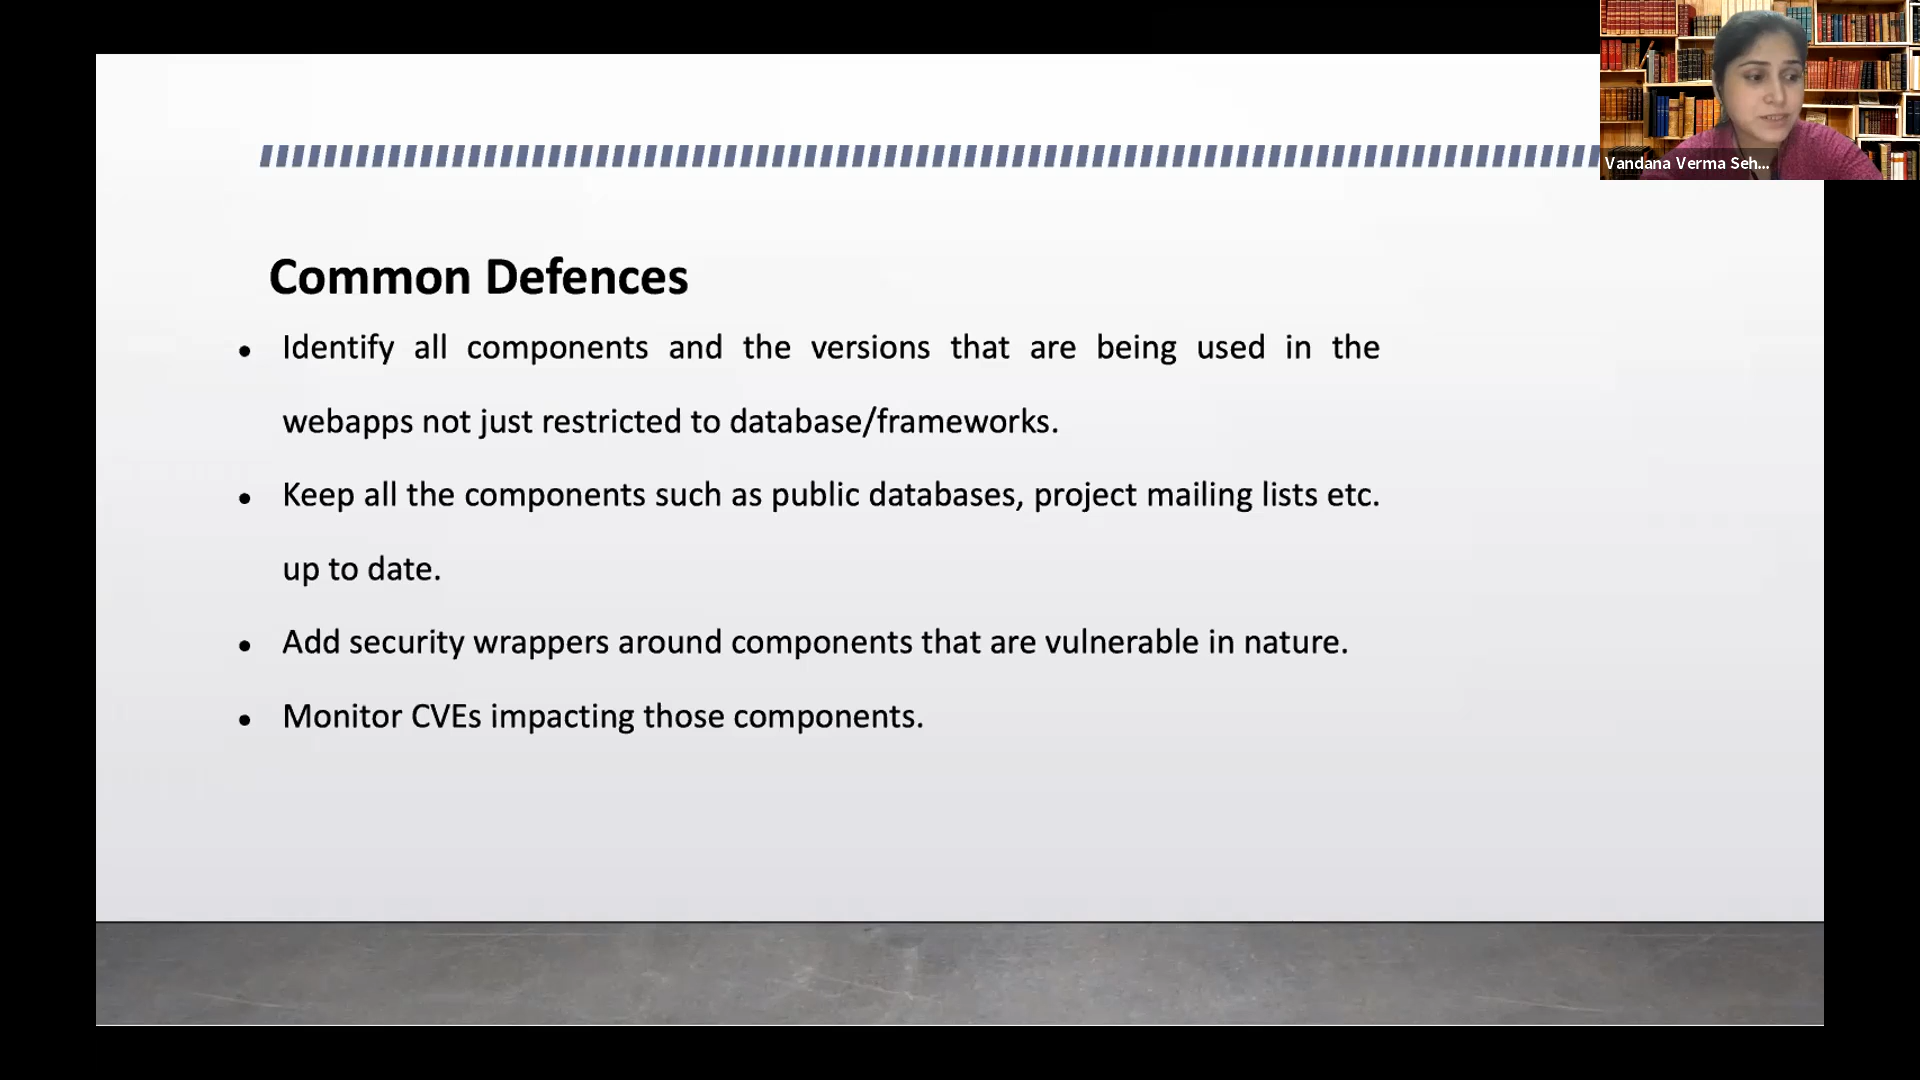 Vandana Verma Seh...
Common Defences
• Identify all components and the versions that are being used in the
webapps not just restricted to database/frameworks.
• Keep all the components such as public databases, project mailing lists etc.
up to date.
• Add security wrappers around components that are vulnerable in nature.
• Monitor CVEs impacting those components.